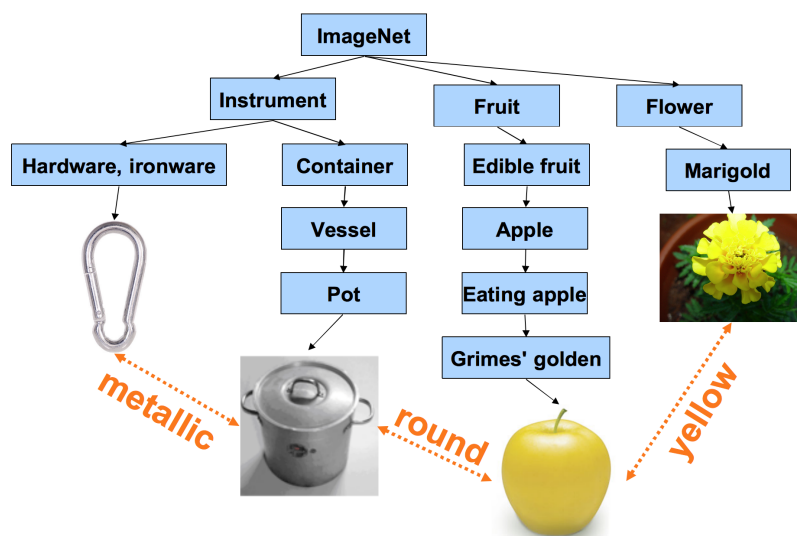 ImageNet
Instrument
Fruit
Flower
Hardware, ironware
Container
Edible fruit
Marigold
Vessel
Apple
Pot
Eating apple
Grimes' golden
metallic
round
yellow